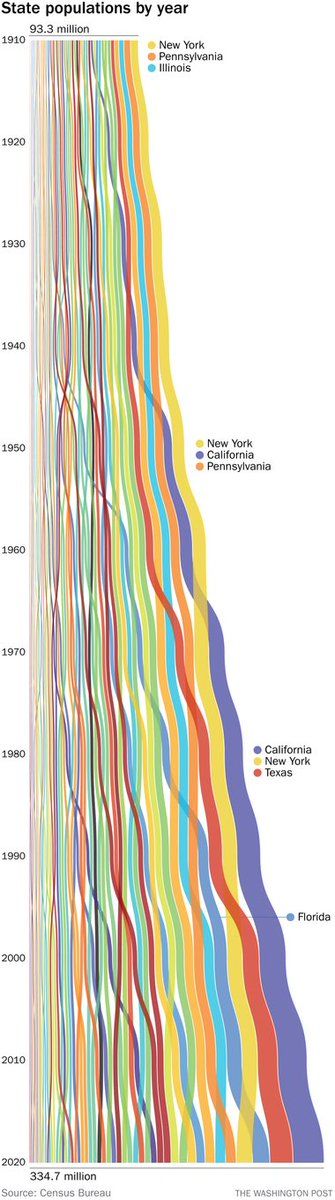 State populations by year
93.3 million
1910
New York
Pennsylvania
Illinois
1920
1930
1940
1950
New York
California
Pennsylvania
1960
1970
1980
California
New York
Texas
1990
Florida
2000
2010
2020
334.7 million
Source: Census Bureau
THE WASHINGTON POST